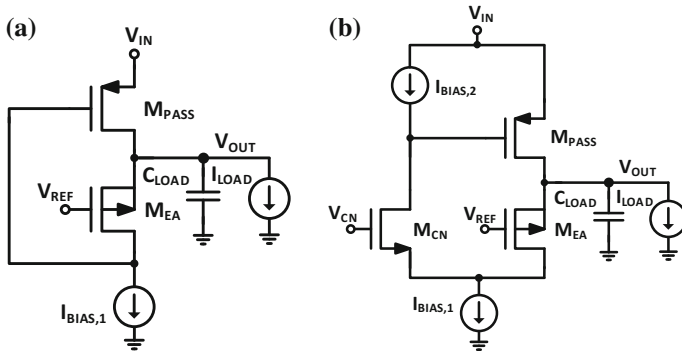 (a)
V_IN
M_PASS
V_OUT
C_LOAD
I_LOAD
V_REF
M_EA
I_BIAS,1
(b)
V_IN
I_BIAS,2
M_PASS
V_OUT
C_LOAD
I_LOAD
V_CN
M_CN
V_REF
M_EA
I_BIAS,1